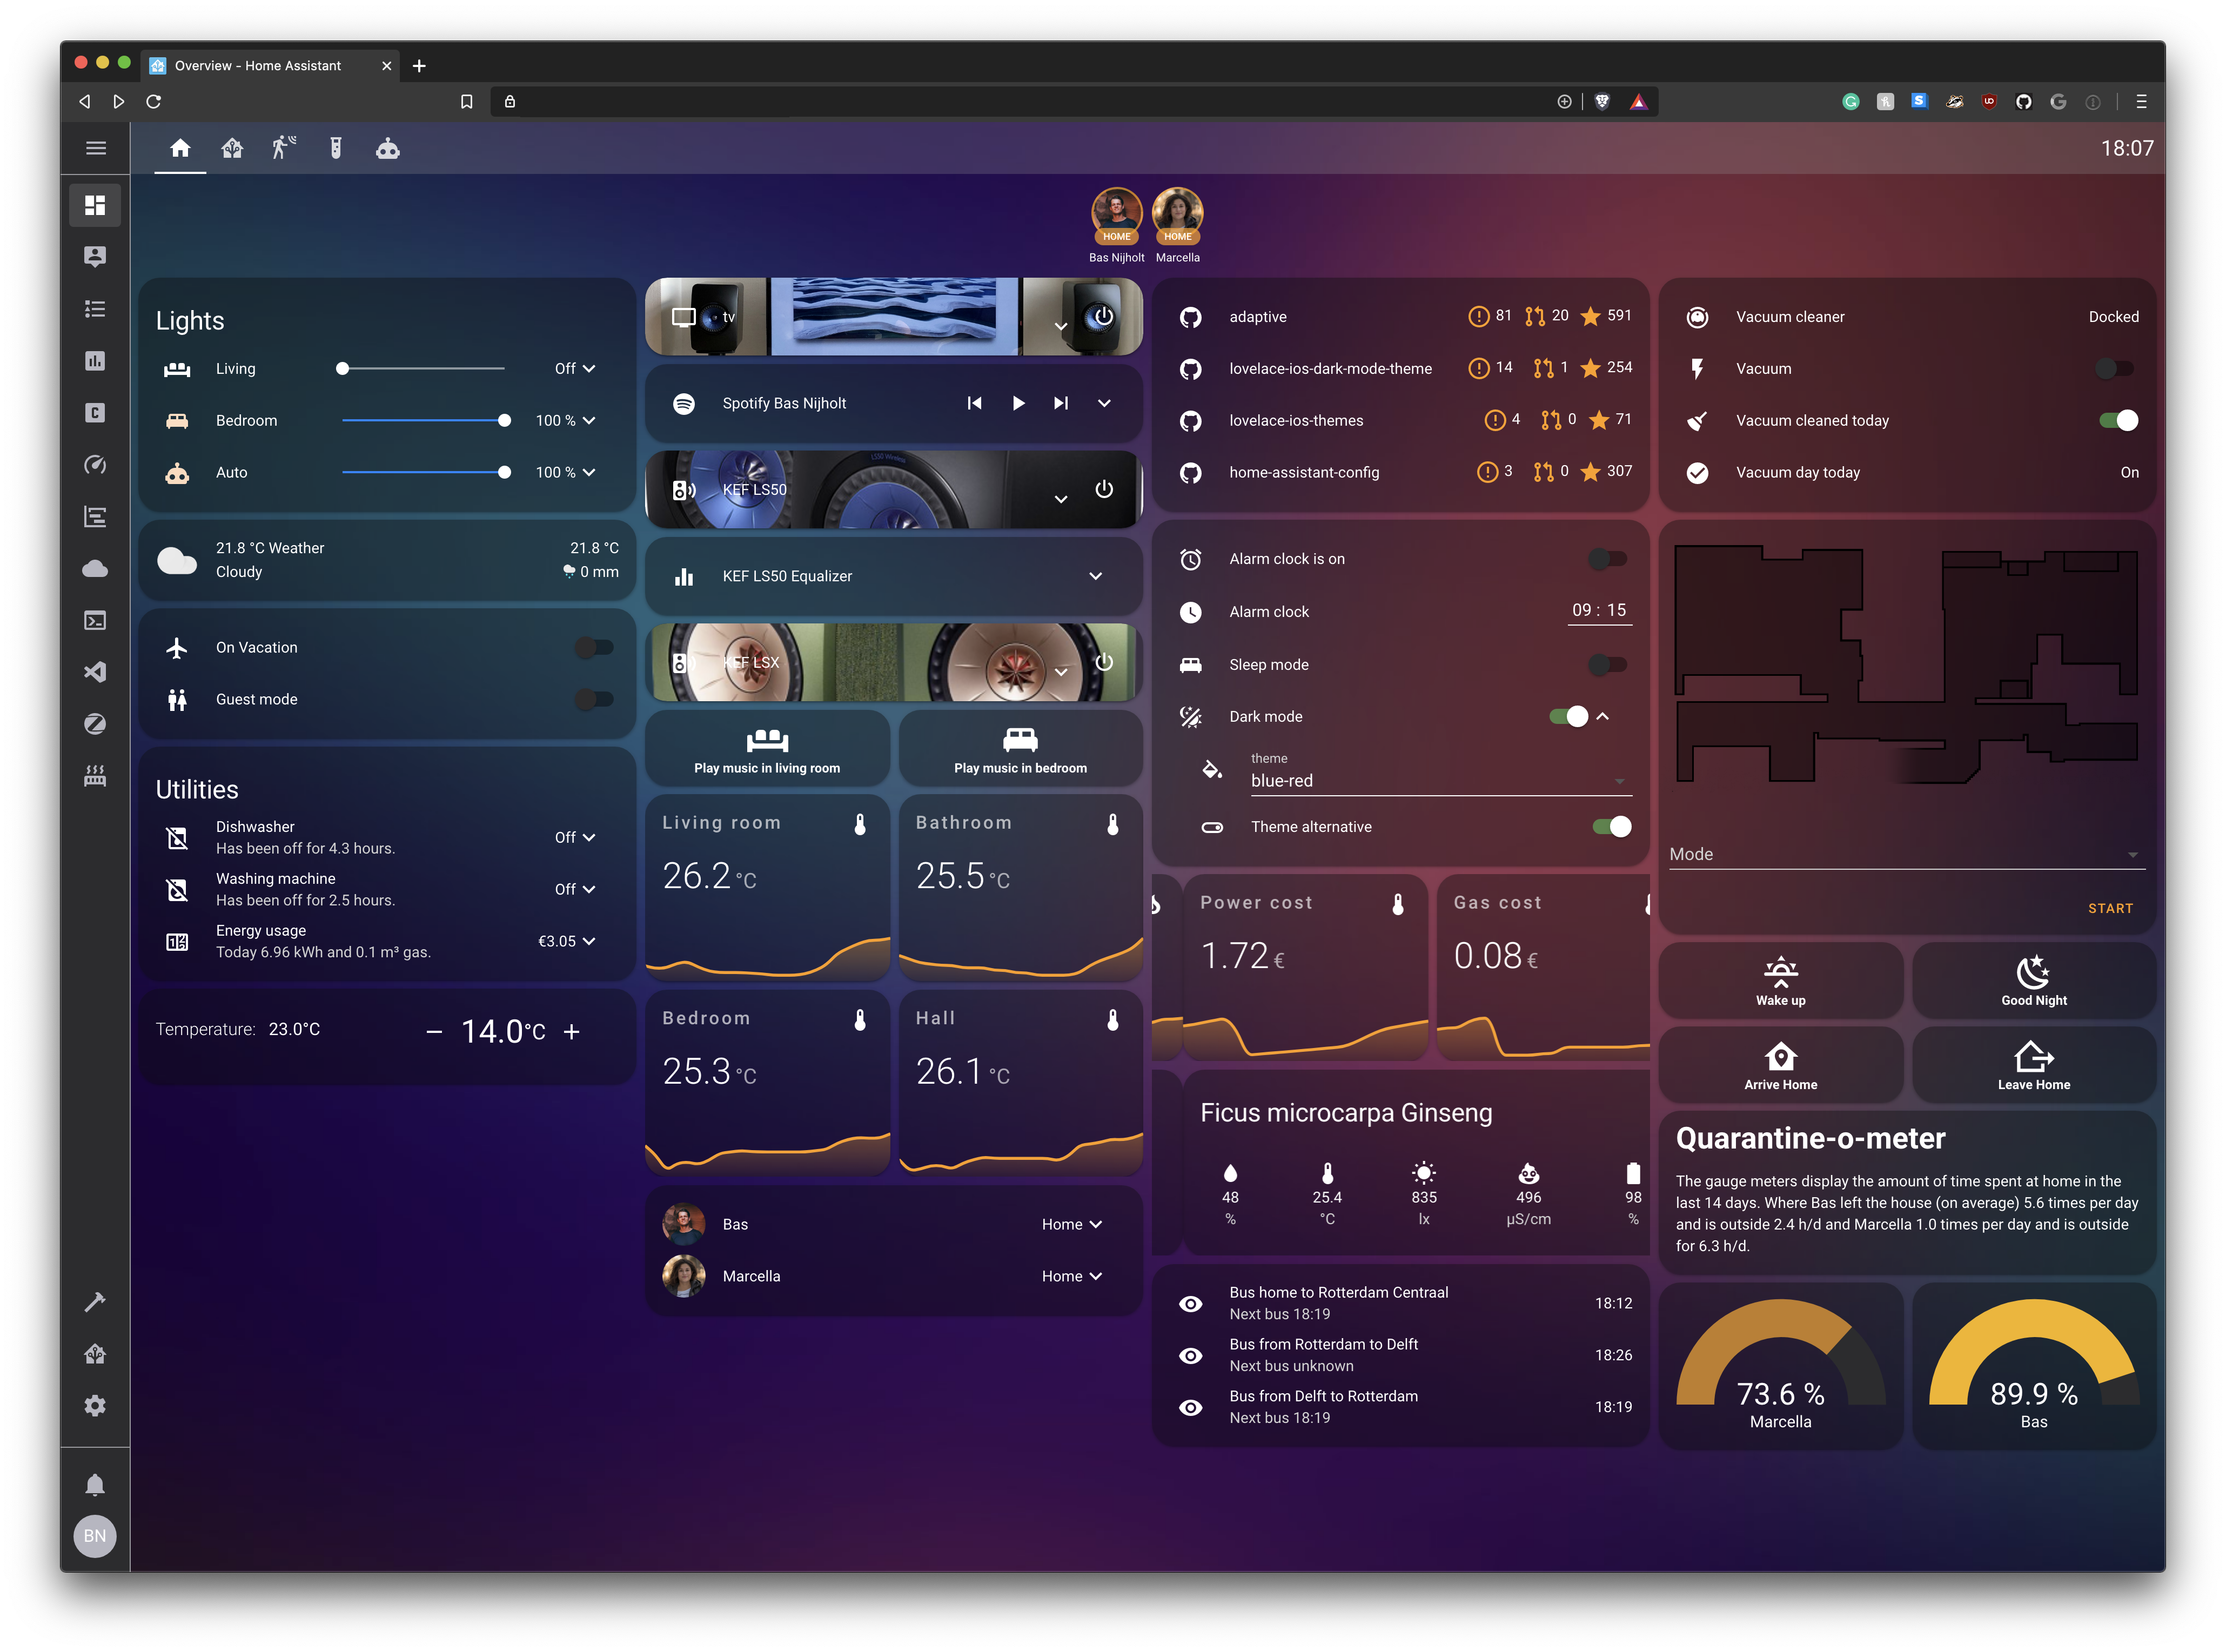 Overview - Home Assistant
18:07
HOME
HOME
Bas Nijholt
Marcella
Lights
Living
Off
Bedroom
100 %
Auto
100 %
21.8 °C Weather
21.8 °C
Cloudy
0 mm
On Vacation
Guest mode
Utilities
Dishwasher
Has been off for 4.3 hours.
Off
Washing machine
Has been off for 2.5 hours.
Off
Energy usage
Today 6.96 kWh and 0.1 m³ gas.
€3.05
Temperature: 23.0°C
− 14.0°C +
tv
Spotify Bas Nijholt
LS50 Wireless
KEF LS50
KEF LS50 Equalizer
KEF LSX
Play music in living room
Play music in bedroom
Living room
26.2 °C
Bathroom
25.5 °C
Bedroom
25.3 °C
Hall
26.1 °C
Bas
Home
Marcella
Home
adaptive
81 20 591
lovelace-ios-dark-mode-theme
14 1 254
lovelace-ios-themes
4 0 71
home-assistant-config
3 0 307
Alarm clock is on
Alarm clock
09 : 15
Sleep mode
Dark mode
theme
blue-red
Theme alternative
Power cost
1.72 €
Gas cost
0.08 €
Ficus microcarpa Ginseng
48 25.4 835 496 98
% °C lx µS/cm %
Bus home to Rotterdam Centraal
Next bus 18:19
18:12
Bus from Rotterdam to Delft
Next bus unknown
18:26
Bus from Delft to Rotterdam
Next bus 18:19
18:19
Vacuum cleaner
Docked
Vacuum
Vacuum cleaned today
Vacuum day today
On
Mode
START
Wake up
Good Night
Arrive Home
Leave Home
Quarantine-o-meter
The gauge meters display the amount of time spent at home in the
last 14 days. Where Bas left the house (on average) 5.6 times per day
and is outside 2.4 h/d and Marcella 1.0 times per day and is outside
for 6.3 h/d.
73.6 %
Marcella
89.9 %
Bas
BN